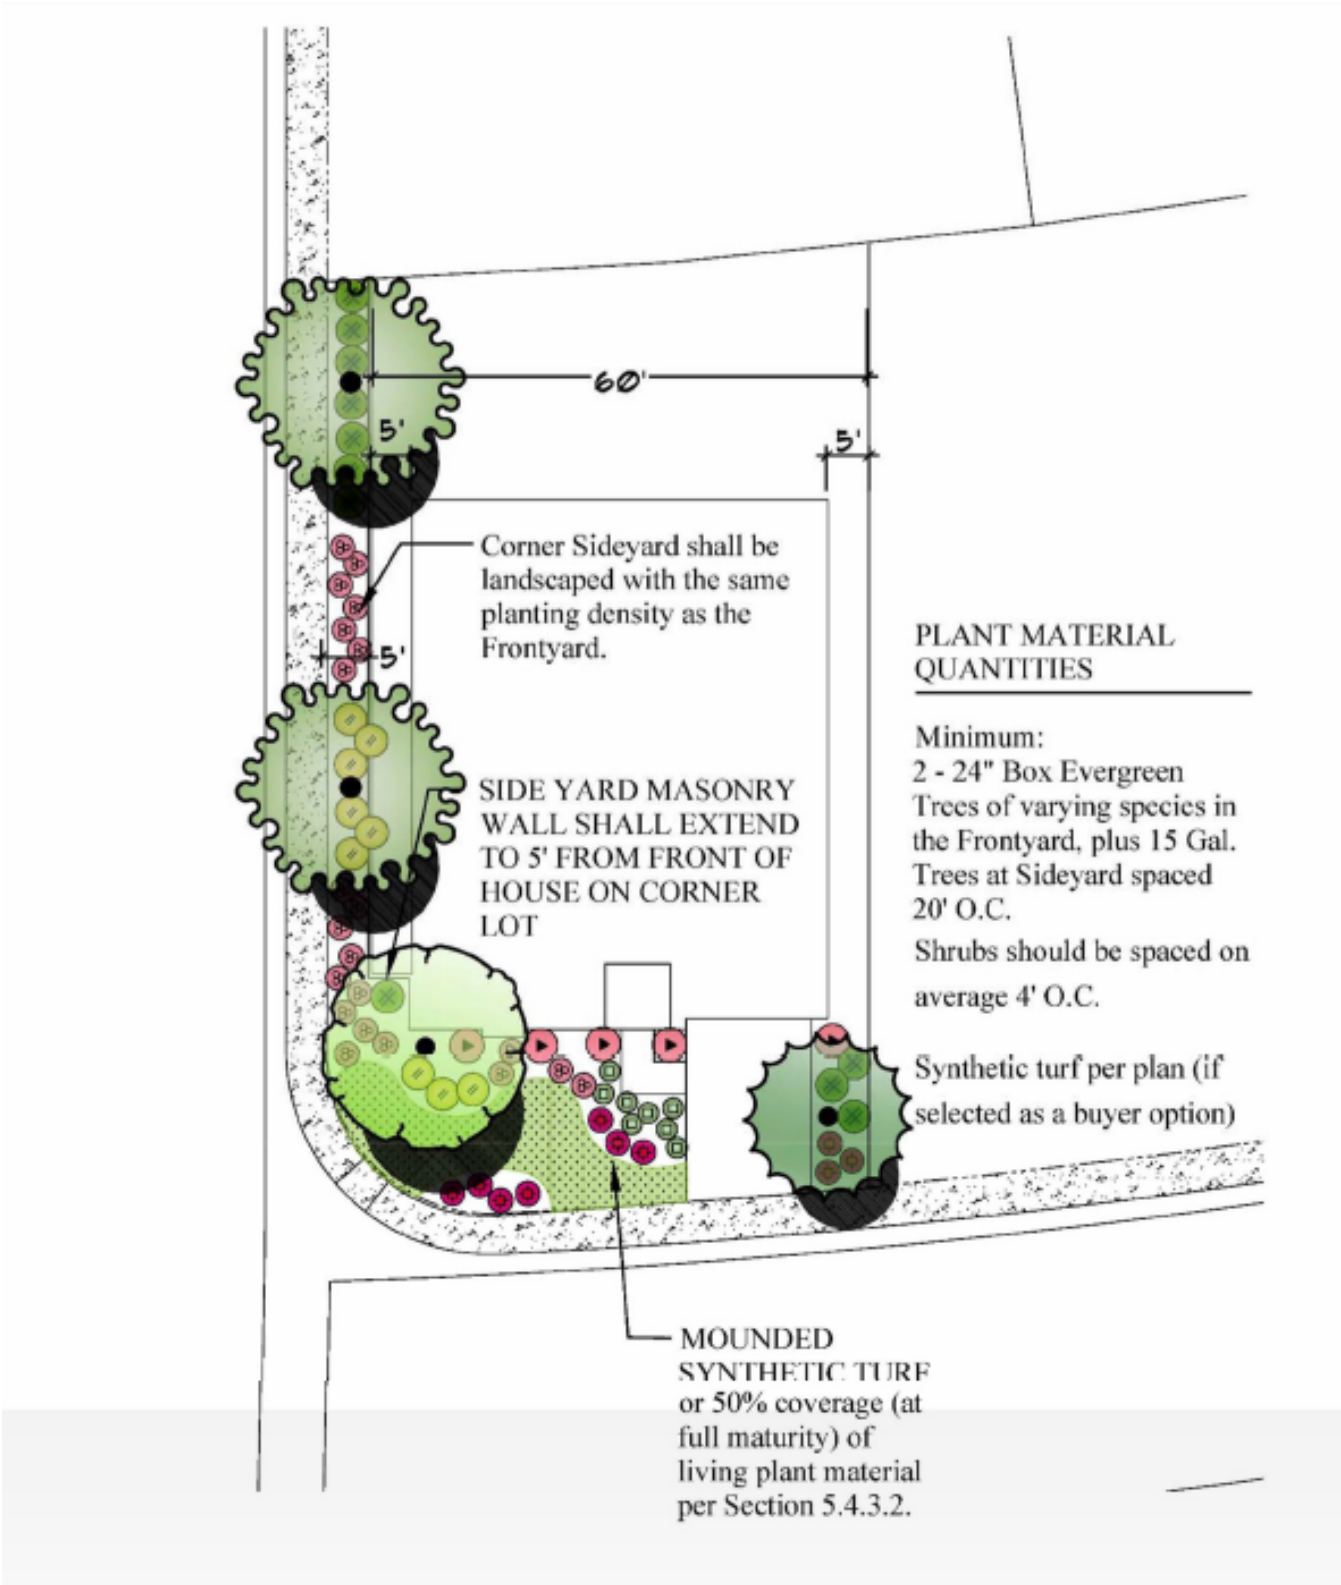 60'
5'
5'
Corner Sideyard shall be
landscaped with the same
planting density as the
Frontyard.
5'
PLANT MATERIAL
QUANTITIES
Minimum:
2 - 24" Box Evergreen
Trees of varying species in
the Frontyard, plus 15 Gal.
Trees at Sideyard spaced
20' O.C.
Shrubs should be spaced on
average 4' O.C.
Synthetic turf per plan (if
selected as a buyer option)
SIDE YARD MASONRY
WALL SHALL EXTEND
TO 5' FROM FRONT OF
HOUSE ON CORNER
LOT
MOUNDED
SYNTHETIC TURF
or 50% coverage (at
full maturity) of
living plant material
per Section 5.4.3.2.